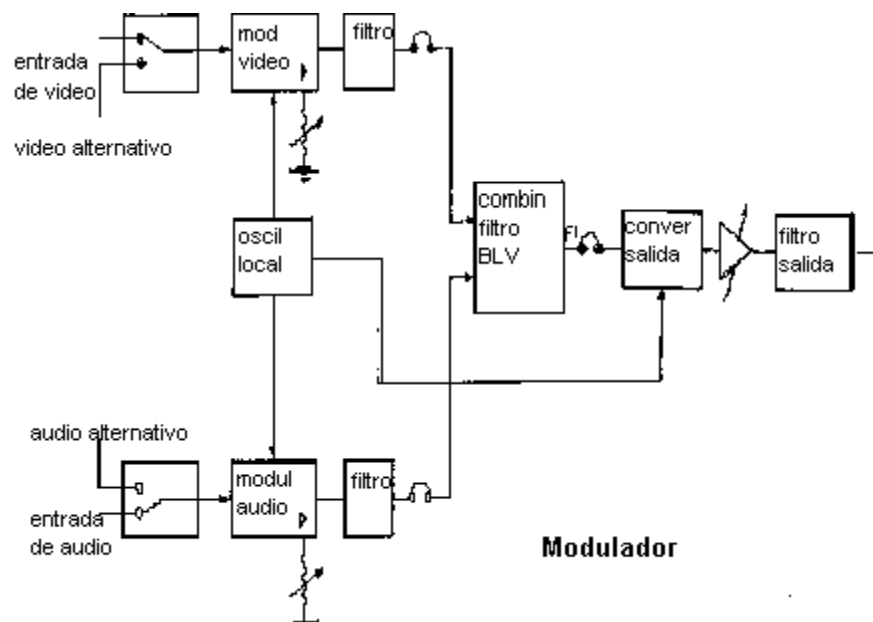 entrada
de video
video alternativo
mod
video
filtro
oscil
local
combin
filtro
BLV
FI
conver
salida
filtro
salida
audio alternativo
entrada
de audio
modul
audio
filtro
Modulador